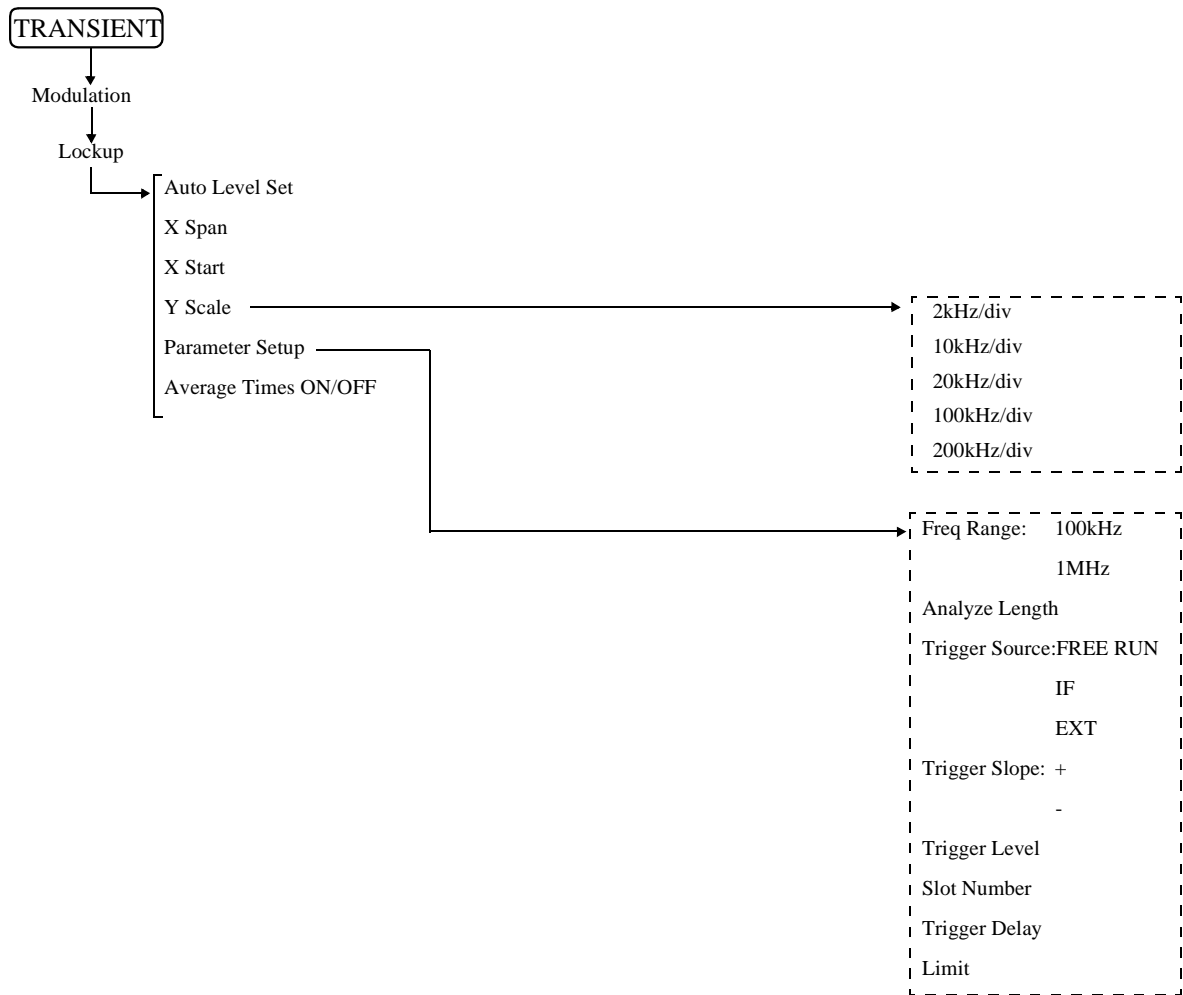 TRANSIENT
Modulation
Lockup
Auto Level Set
X Span
X Start
Y Scale
Parameter Setup
Average Times ON/OFF
2kHz/div
10kHz/div
20kHz/div
100kHz/div
200kHz/div
Freq Range: 100kHz
1MHz
Analyze Length
Trigger Source:FREE RUN
IF
EXT
Trigger Slope: +
-
Trigger Level
Slot Number
Trigger Delay
Limit